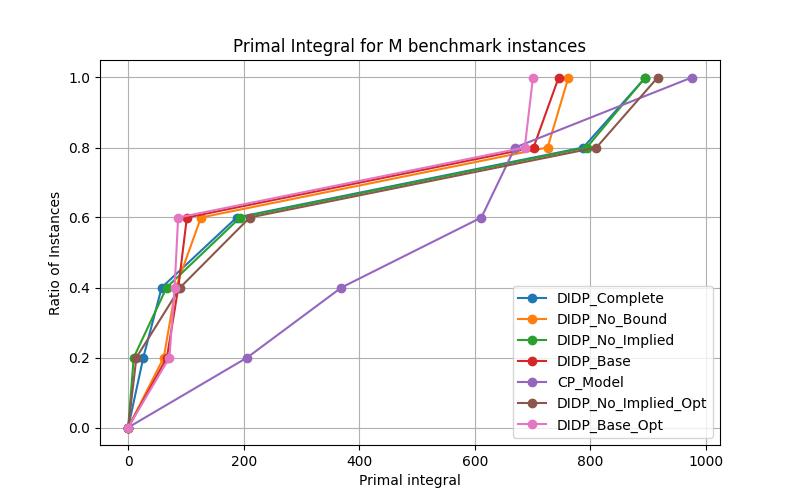 Primal Integral for M benchmark instances
Ratio of Instances
1.0
0.8
0.6
0.4
0.2
0.0
DIDP_Complete
DIDP_No_Bound
DIDP_No_Implied
DIDP_Base
CP_Model
DIDP_No_Implied_Opt
DIDP_Base_Opt
0 200 400 600 800 1000
Primal integral